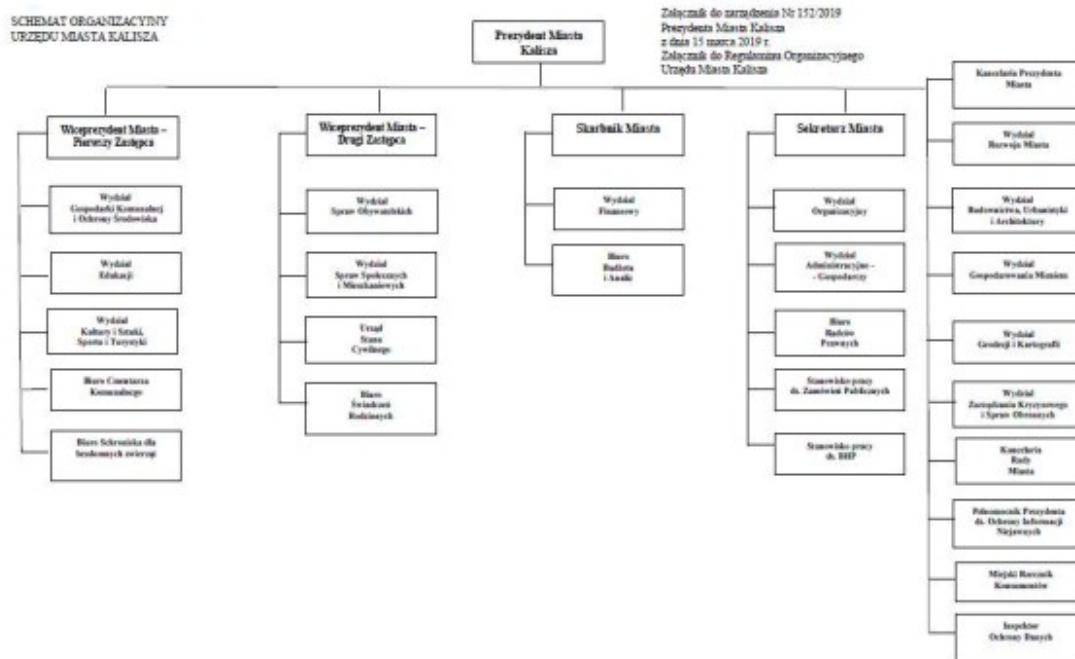 SCHEMAT ORGANIZACYJNY
URZĘDU MIASTA KALISZA
Załącznik do zarządzenia Nr 152/2019
Prezydenta Miasta Kalisza
z dnia 15 marca 2019 r.
Załącznik do Regulaminu Organizacyjnego
Urzędu Miasta Kalisza
Prezydent Miasta
Kalisza
Wiceprezydent Miasta –
Pierwszy Zastępca
Wydział
Gospodarki Komunalnej
i Ochrony Środowiska
Wydział
Edukacji
Wydział
Kultury i Sztuki,
Sportu i Turystyki
Biuro Cmentarza
Komunalnego
Biuro Schroniska dla
bezdomnych zwierząt
Wiceprezydent Miasta –
Drugi Zastępca
Wydział
Spraw Obywatelskich
Wydział
Spraw Społecznych
i Mieszkaniowych
Urząd
Stanu
Cywilnego
Biuro
Świadczeń
Rodzinnych
Skarbnik Miasta
Wydział
Finansowy
Biuro
Budżetu
i Analiz
Sekretarz Miasta
Wydział
Organizacyjny
Wydział
Administracyjno -
- Gospodarczy
Biuro
Radców
Prawnych
Stanowisko pracy
ds. Zamówień Publicznych
Stanowisko pracy
ds. BHP
Kancelaria Prezydenta
Miasta
Wydział
Rozwoju Miasta
Wydział
Budownictwa, Urbanistyki
i Architektury
Wydział
Gospodarowania Mieniem
Wydział
Geodezji i Kartografii
Wydział
Zarządzania Kryzysowego
i Spraw Obronnych
Kancelaria
Rady
Miasta
Pełnomocnik Prezydenta
ds. Ochrony Informacji
Niejawnych
Miejski Rzecznik
Konsumentów
Inspektor
Ochrony Danych